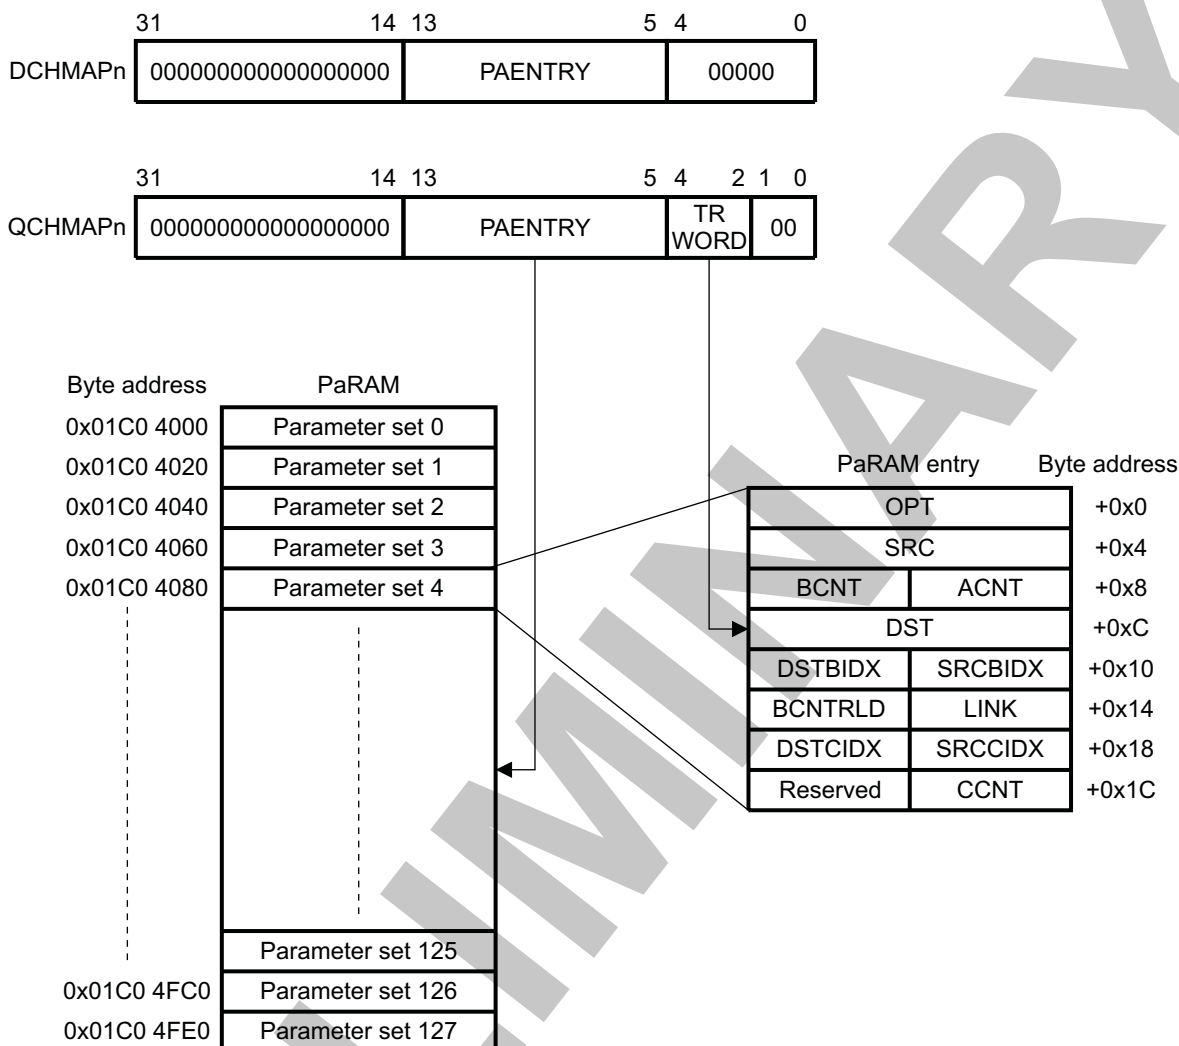 31 14 13 5 4 0
DCHMAPn 000000000000000000 PAENTRY 00000
31 14 13 5 4 2 1 0
QCHMAPn 000000000000000000 PAENTRY TR WORD 00
Byte address PaRAM
0x01C0 4000 Parameter set 0
0x01C0 4020 Parameter set 1
0x01C0 4040 Parameter set 2
0x01C0 4060 Parameter set 3
0x01C0 4080 Parameter set 4
Parameter set 125
0x01C0 4FC0 Parameter set 126
0x01C0 4FE0 Parameter set 127
PaRAM entry Byte address
OPT +0x0
SRC +0x4
BCNT ACNT +0x8
DST +0xC
DSTBIDX SRCBIDX +0x10
BCNTRLD LINK +0x14
DSTCIDX SRCCIDX +0x18
Reserved CCNT +0x1C
LIMINARY